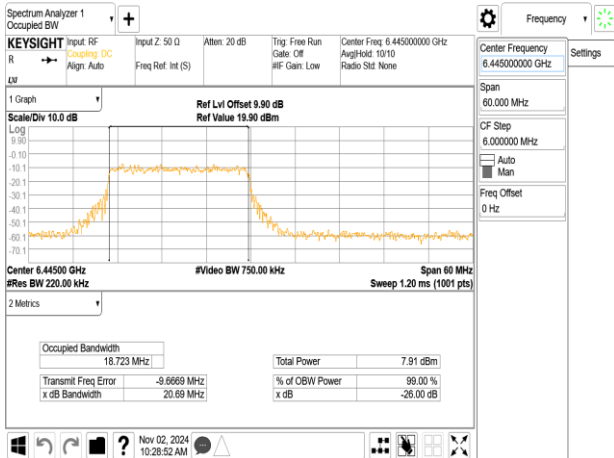 Spectrum Analyzer 1
Occupied BW
Frequency
KEYSIGHT
R
LXI
Input: RF
Coupling: DC
Align: Auto
Input Z: 50 Ω
Freq Ref: Int (S)
Atten: 20 dB
Trig: Free Run
Gate: Off
#IF Gain: Low
Center Freq: 6.445000000 GHz
Avg|Hold: 10/10
Radio Std: None
Center Frequency
6.445000000 GHz
Settings
Span
60.000 MHz
CF Step
6.000000 MHz
Auto
Man
Freq Offset
0 Hz
1 Graph
Scale/Div 10.0 dB
Ref Lvl Offset 9.90 dB
Ref Value 19.90 dBm
Log
9.90
-0.10
-10.1
-20.1
-30.1
-40.1
-50.1
-60.1
-70.1
Center 6.44500 GHz
#Video BW 750.00 kHz
Span 60 MHz
#Res BW 220.00 kHz
Sweep 1.20 ms (1001 pts)
2 Metrics
Occupied Bandwidth
18.723 MHz
Total Power 7.91 dBm
Transmit Freq Error -9.6669 MHz
% of OBW Power 99.00 %
x dB Bandwidth 20.69 MHz
x dB -26.00 dB
?
Nov 02, 2024
10:28:52 AM